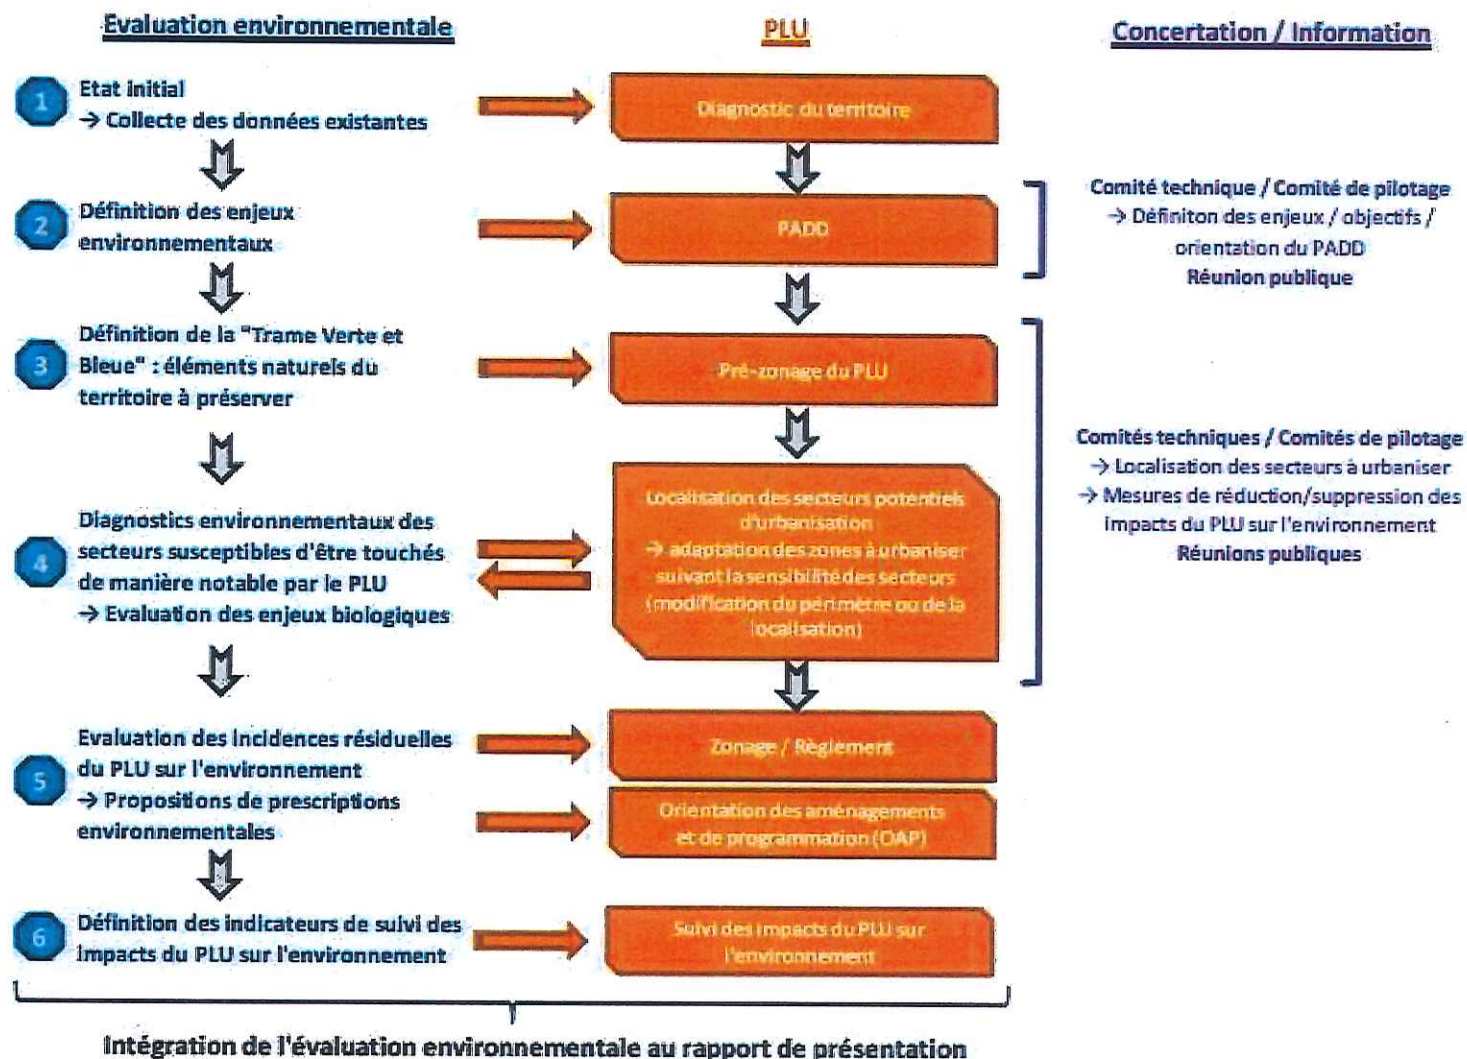 Evaluation environnementale
PLU
Concertation / Information
1
Etat initial
→ Collecte des données existantes
Diagnostic du territoire
2
Définition des enjeux
environnementaux
PADD
Comité technique / Comité de pilotage
→ Définiton des enjeux / objectifs /
orientation du PADD
Réunion publique
3
Définition de la "Trame Verte et
Bleue" : éléments naturels du
territoire à préserver
Pré-zonage du PLU
4
Diagnostics environnementaux des
secteurs susceptibles d'être touchés
de manière notable par le PLU
→ Evaluation des enjeux biologiques
Localisation des secteurs potentiels
d'urbanisation
→ adaptation des zones à urbaniser
suivant la sensibilité des secteurs
(modification du périmètre ou de la
localisation)
Comités techniques / Comités de pilotage
→ Localisation des secteurs à urbaniser
→ Mesures de réduction/suppression des
impacts du PLU sur l'environnement
Réunions publiques
5
Evaluation des incidences résiduelles
du PLU sur l'environnement
→ Propositions de prescriptions
environnementales
Zonage / Règlement
Orientation des aménagements
et de programmation (OAP)
6
Définition des indicateurs de suivi des
impacts du PLU sur l'environnement
Suivi des impacts du PLU sur
l'environnement
Intégration de l'évaluation environnementale au rapport de présentation